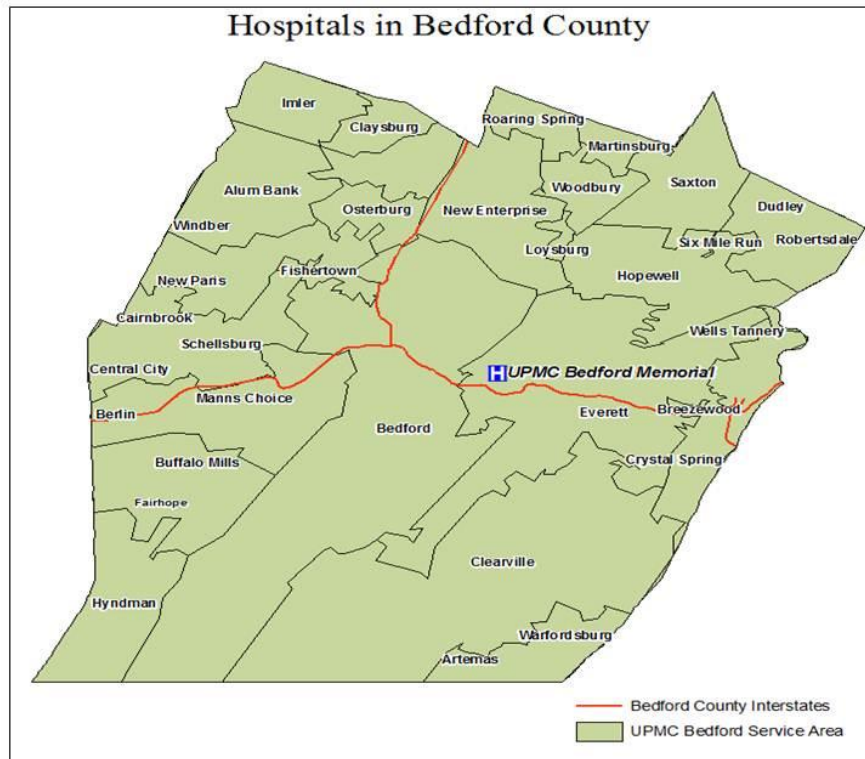 Hospitals in Bedford County
Imler
Claysburg
Roaring Spring
Martinsburg
Woodbury
Saxton
Alum Bank
Dudley
Osterburg
New Enterprise
Windber
Six Mile Run
Robertsdale
Loysburg
Fishertown
Hopewell
New Paris
Cairnbrook
Wells Tannery
Schellsburg
Central City
H UPMC Bedford Memorial
Manns Choice
Berlin
Everett
Breezewood
Bedford
Crystal Spring
Buffalo Mills
Fairhope
Clearville
Hyndman
Warfordsburg
Artemas
Bedford County Interstates
UPMC Bedford Service Area